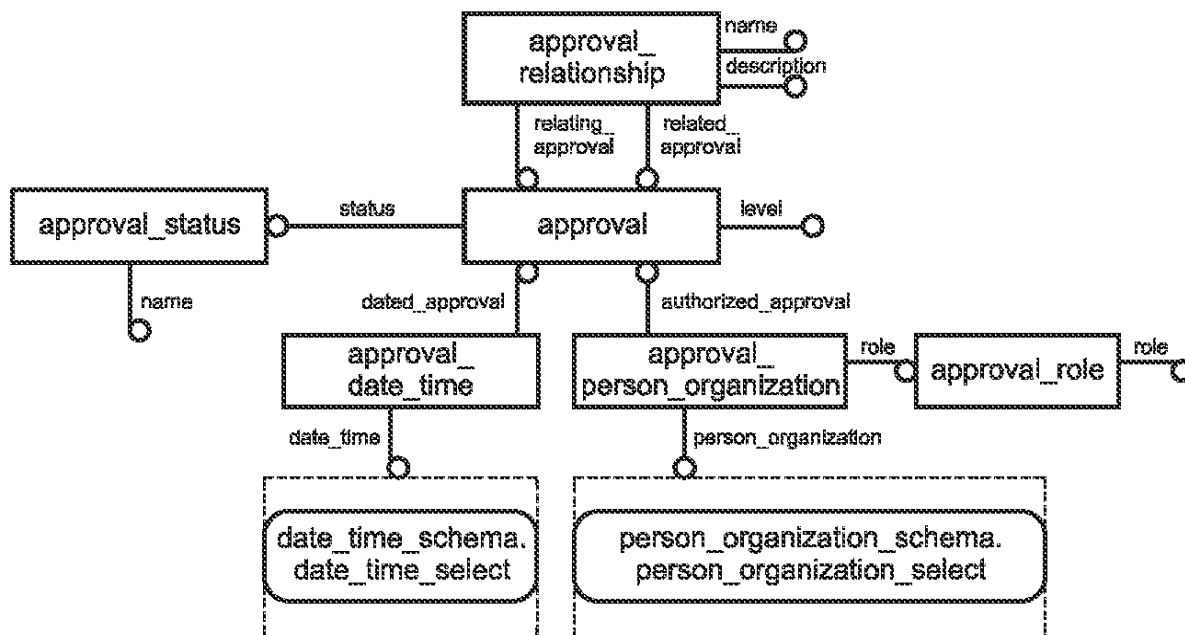 approval_
relationship
name
description
relating_
approval
related_
approval
approval_status
status
approval
level
name
dated_approval
authorized_approval
approval_
date_time
approval_
person_organization
role
approval_role
role
date_time
person_organization
date_time_schema.
date_time_select
person_organization_schema.
person_organization_select